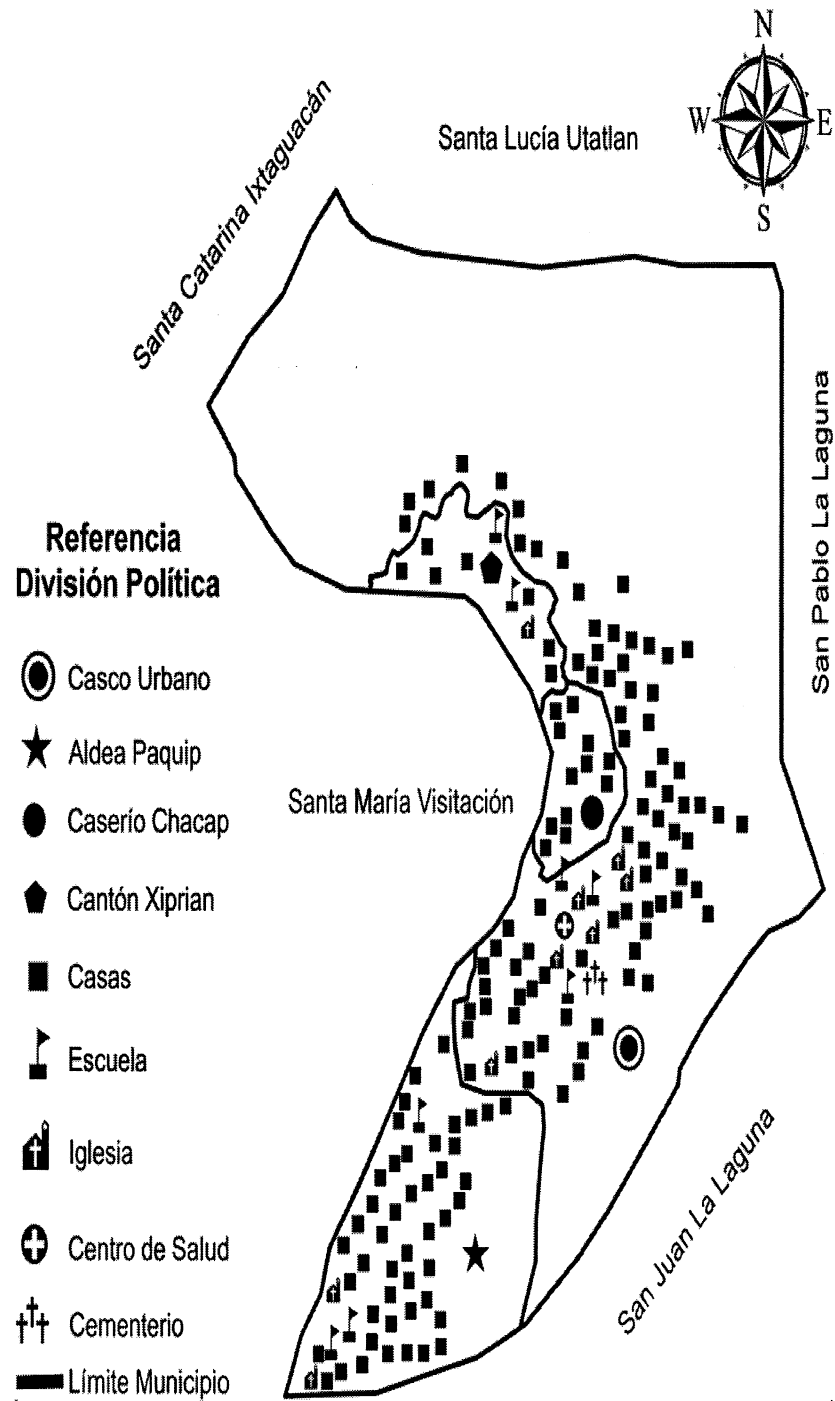 N
W
E
S
Santa Lucía Utatlan
Santa Catarina Ixtaguacán
San Pablo La Laguna
Santa María Visitación
San Juan La Laguna
Referencia
División Política
Casco Urbano
Aldea Paquip
Caserío Chacap
Cantón Xiprian
Casas
Escuela
Iglesia
Centro de Salud
Cementerio
Límite Municipio